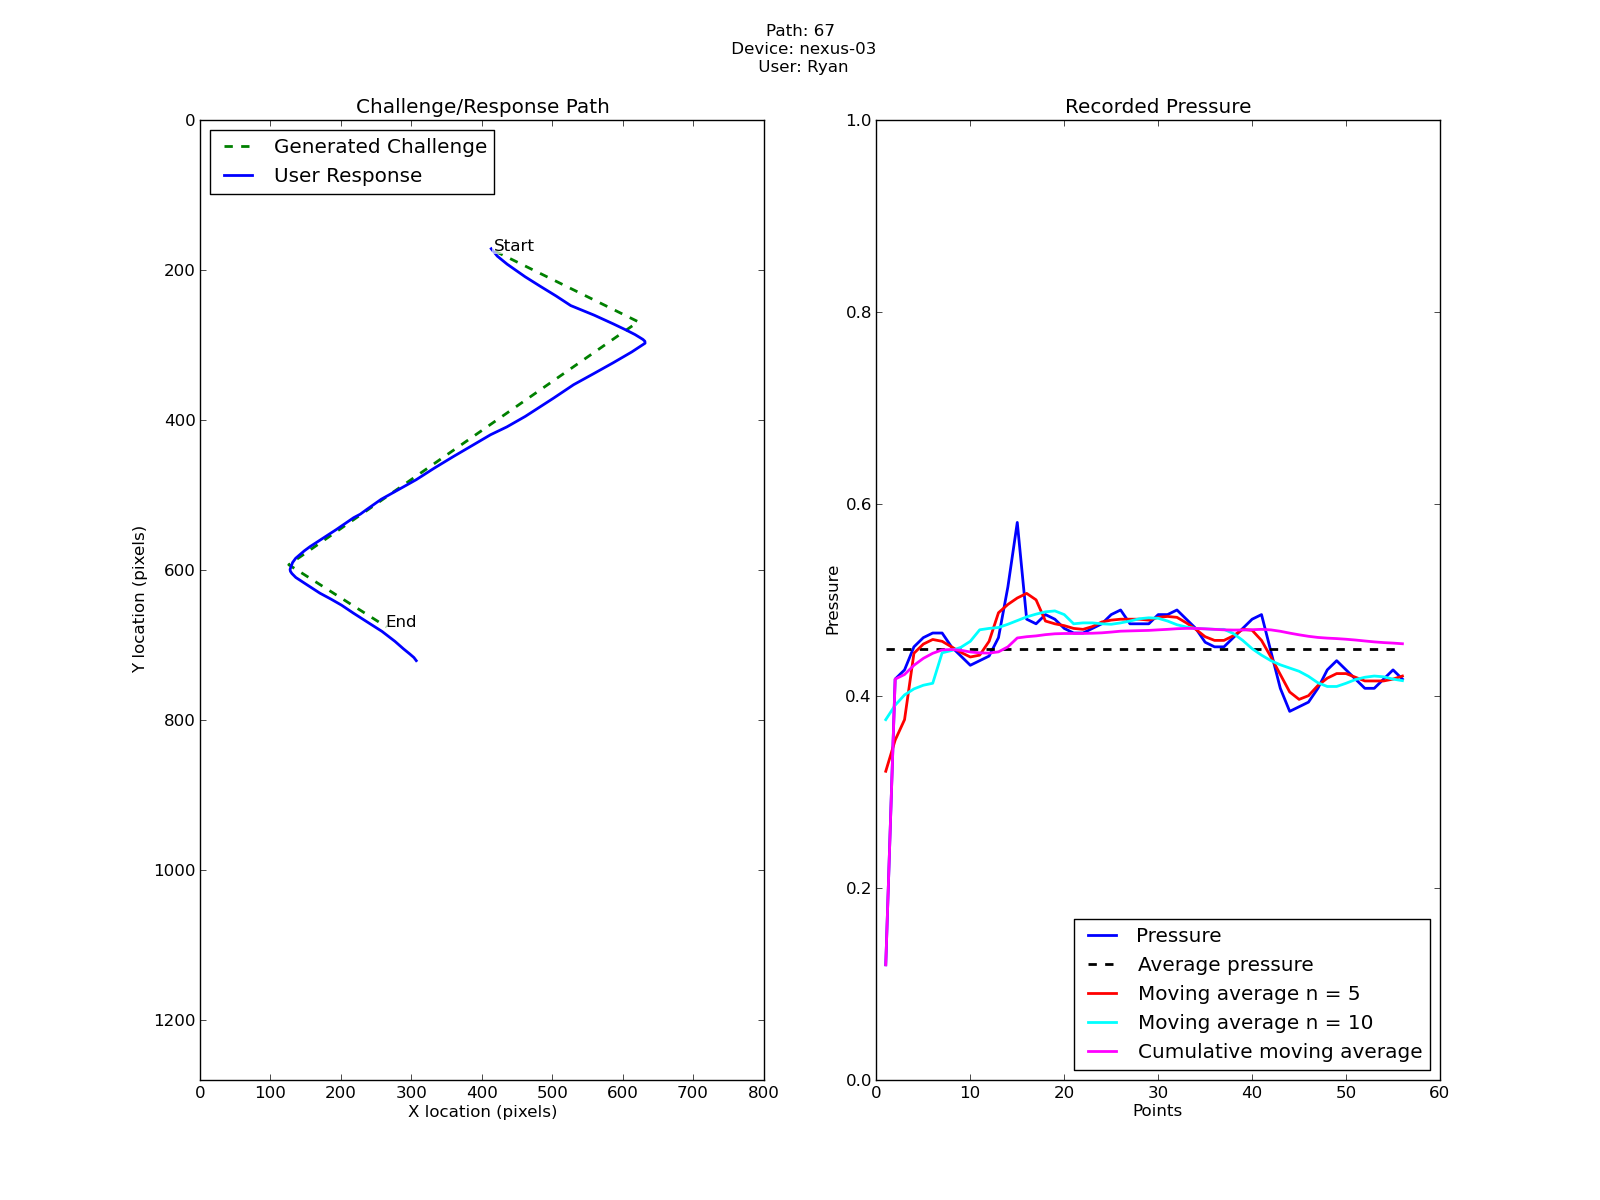 Path: 67
Device: nexus-03
User: Ryan
Challenge/Response Path
Generated Challenge
User Response
Start
End
0
200
400
600
800
1000
1200
Y location (pixels)
0 100 200 300 400 500 600 700 800
X location (pixels)
Recorded Pressure
1.0
0.8
0.6
0.4
0.2
0.0
Pressure
Pressure
Average pressure
Moving average n = 5
Moving average n = 10
Cumulative moving average
0 10 20 30 40 50 60
Points